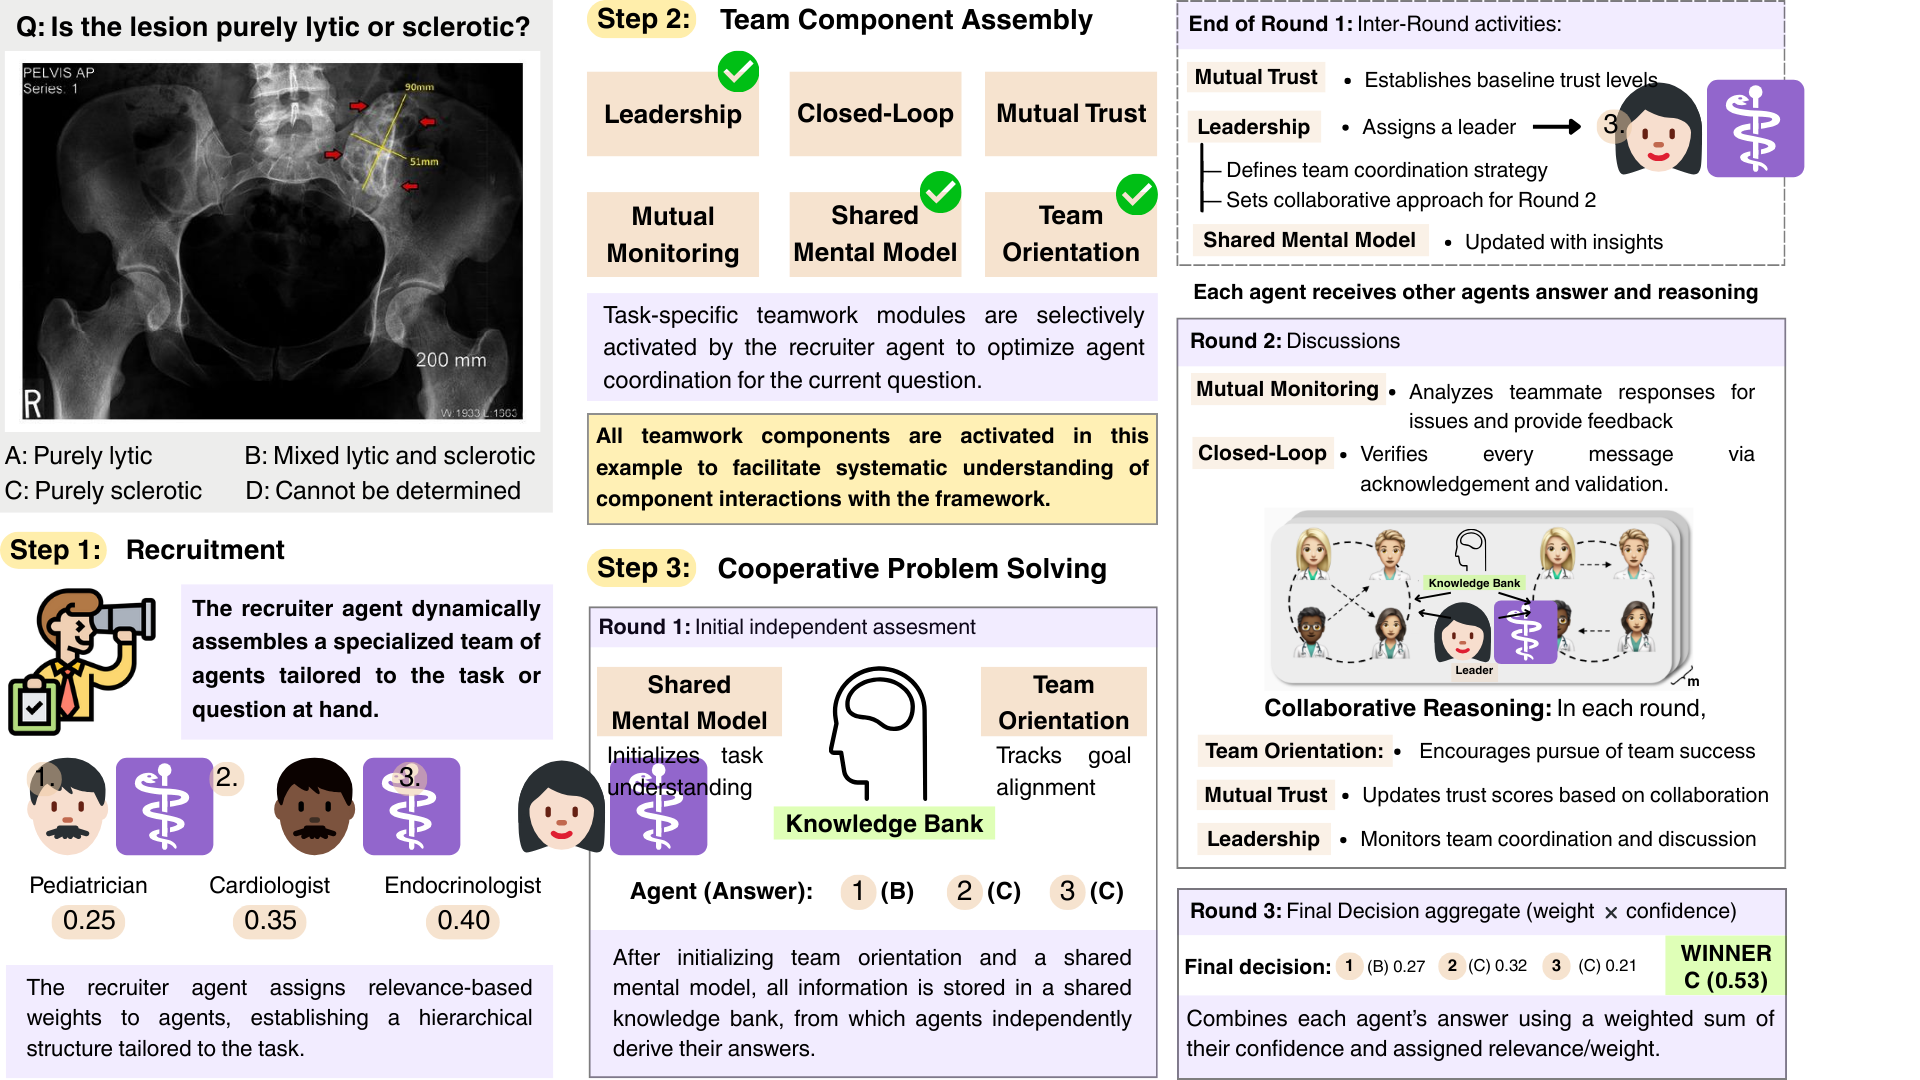 Q: Is the lesion purely lytic or sclerotic?
PELVIS AP
Series: 1
90mm
51mm
200 mm
R
W: 1933 L: 1663
A: Purely lytic
B: Mixed lytic and sclerotic
C: Purely sclerotic
D: Cannot be determined
Step 1: Recruitment
The recruiter agent dynamically
assembles a specialized team of
agents tailored to the task or
question at hand.
1.
2.
3.
Pediatrician
Cardiologist
Endocrinologist
0.25
0.35
0.40
The recruiter agent assigns relevance-based
weights to agents, establishing a hierarchical
structure tailored to the task.
Step 2: Team Component Assembly
Leadership
Closed-Loop
Mutual Trust
Mutual
Monitoring
Shared
Mental Model
Team
Orientation
Task-specific teamwork modules are selectively
activated by the recruiter agent to optimize agent
coordination for the current question.
All teamwork components are activated in this
example to facilitate systematic understanding of
component interactions with the framework.
Step 3: Cooperative Problem Solving
Round 1: Initial independent assesment
Shared
Mental Model
Initializes task
understanding
Team
Orientation
Tracks goal
alignment
Knowledge Bank
Agent (Answer): 1 (B) 2 (C) 3 (C)
After initializing team orientation and a shared
mental model, all information is stored in a shared
knowledge bank, from which agents independently
derive their answers.
End of Round 1: Inter-Round activities:
Mutual Trust • Establishes baseline trust levels
Leadership • Assigns a leader
3.
Defines team coordination strategy
Sets collaborative approach for Round 2
Shared Mental Model • Updated with insights
Each agent receives other agents answer and reasoning
Round 2: Discussions
Mutual Monitoring • Analyzes teammate responses for
issues and provide feedback
Closed-Loop • Verifies every message via
acknowledgement and validation.
Knowledge Bank
Leader
m
Collaborative Reasoning: In each round,
Team Orientation: • Encourages pursue of team success
Mutual Trust • Updates trust scores based on collaboration
Leadership • Monitors team coordination and discussion
Round 3: Final Decision aggregate (weight × confidence)
Final decision: 1 (B) 0.27 2 (C) 0.32 3 (C) 0.21
WINNER
C (0.53)
Combines each agent's answer using a weighted sum of
their confidence and assigned relevance/weight.